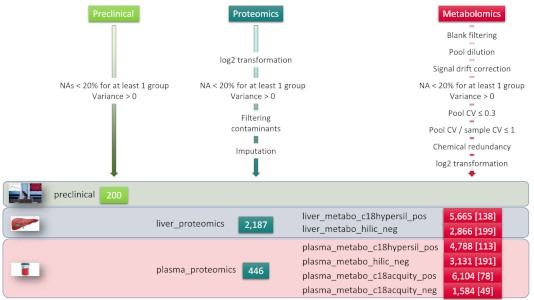 Preclinical
Proteomics
Metabolomics
NAs < 20% for at least 1 group
Variance > 0
log2 transformation
NA < 20% for at least 1 group
Variance > 0
Filtering
contaminants
Imputation
Blank filtering
Pool dilution
Signal drift correction
NA < 20% for at least 1 group
Variance > 0
Pool CV ≤ 0.3
Pool CV / sample CV ≤ 1
Chemical redundancy
log2 transformation
preclinical 200
liver_proteomics 2,187
liver_metabo_c18hypersil_pos 5,665 [138]
liver_metabo_hilic_neg 2,866 [199]
plasma_proteomics 446
plasma_metabo_c18hypersil_pos 4,788 [113]
plasma_metabo_hilic_neg 3,131 [191]
plasma_metabo_c18acquity_pos 6,104 [78]
plasma_metabo_c18acquity_neg 1,584 [49]